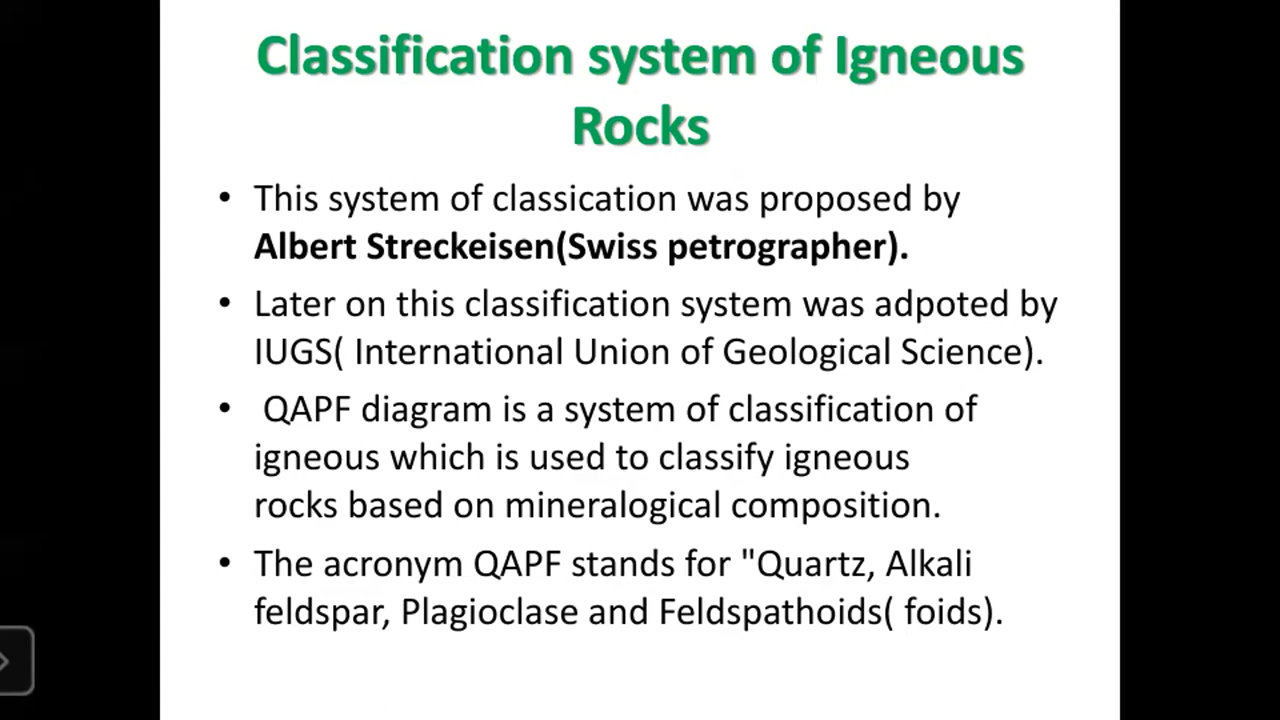 Classification system of Igneous
Rocks
• This system of classication was proposed by
Albert Streckeisen(Swiss petrographer).
• Later on this classification system was adpoted by
IUGS( International Union of Geological Science).
• QAPF diagram is a system of classification of
igneous which is used to classify igneous
rocks based on mineralogical composition.
• The acronym QAPF stands for "Quartz, Alkali
feldspar, Plagioclase and Feldspathoids( foids).